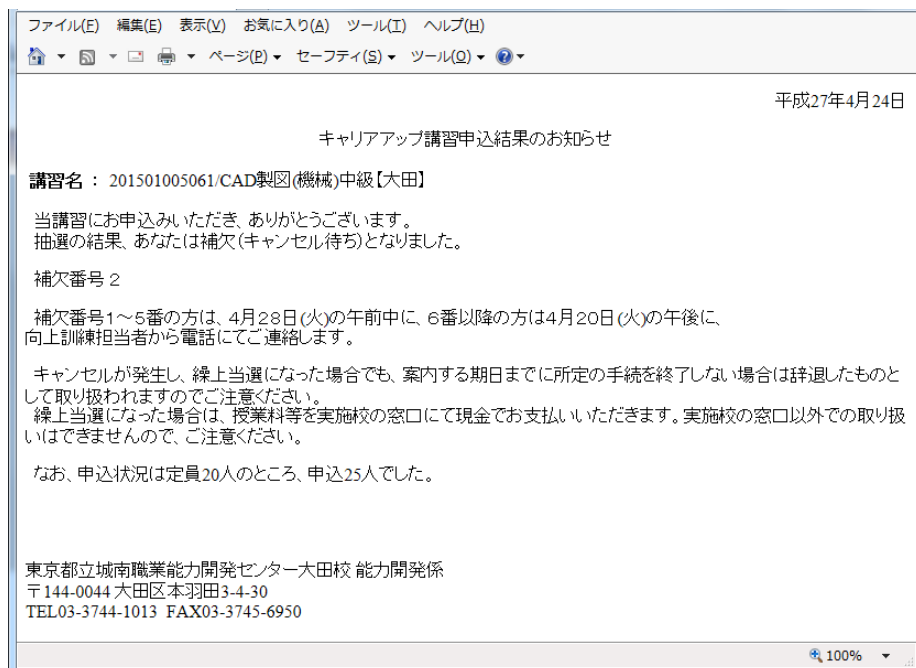 ファイル(F) 編集(E) 表示(V) お気に入り(A) ツール(T) ヘルプ(H)
ページ(P) セーフティ(S) ツール(O)
平成27年4月24日
キャリアアップ講習申込結果のお知らせ
講習名 : 201501005061/CAD製図(機械)中級【大田】
当講習にお申込みいただき、ありがとうございます。
抽選の結果、あなたは補欠(キャンセル待ち)となりました。
補欠番号 2
補欠番号1～5番の方は、4月28日(火)の午前中に、6番以降の方は4月20日(火)の午後に、
向上訓練担当者から電話にてご連絡します。
キャンセルが発生し、繰上当選になった場合でも、案内する期日までに所定の手続を終了しない場合は辞退したものと
して取り扱われますのでご注意ください。
繰上当選になった場合は、授業料等を実施校の窓口にて現金でお支払いいただきます。実施校の窓口以外での取り扱
いはできませんので、ご注意ください。
なお、申込状況は定員20人のところ、申込25人でした。
東京都立城南職業能力開発センター大田校 能力開発係
〒144-0044 大田区本羽田3-4-30
TEL03-3744-1013 FAX03-3745-6950
100%